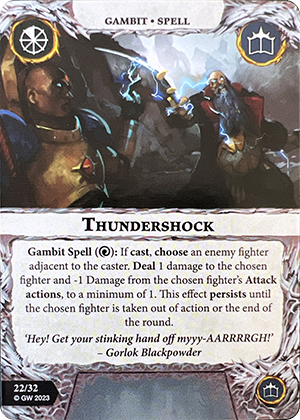 GAMBIT • SPELL
THUNDERSHOCK
Gambit Spell ( ): If cast, choose an enemy fighter
adjacent to the caster. Deal 1 damage to the chosen
fighter and -1 Damage from the chosen fighter's Attack
actions, to a minimum of 1. This effect persists until
the chosen fighter is taken out of action or the end of
the round.
'Hey! Get your stinking hand off myyy-AARRRRGH!'
– Gorlok Blackpowder
22/32
© GW 2023